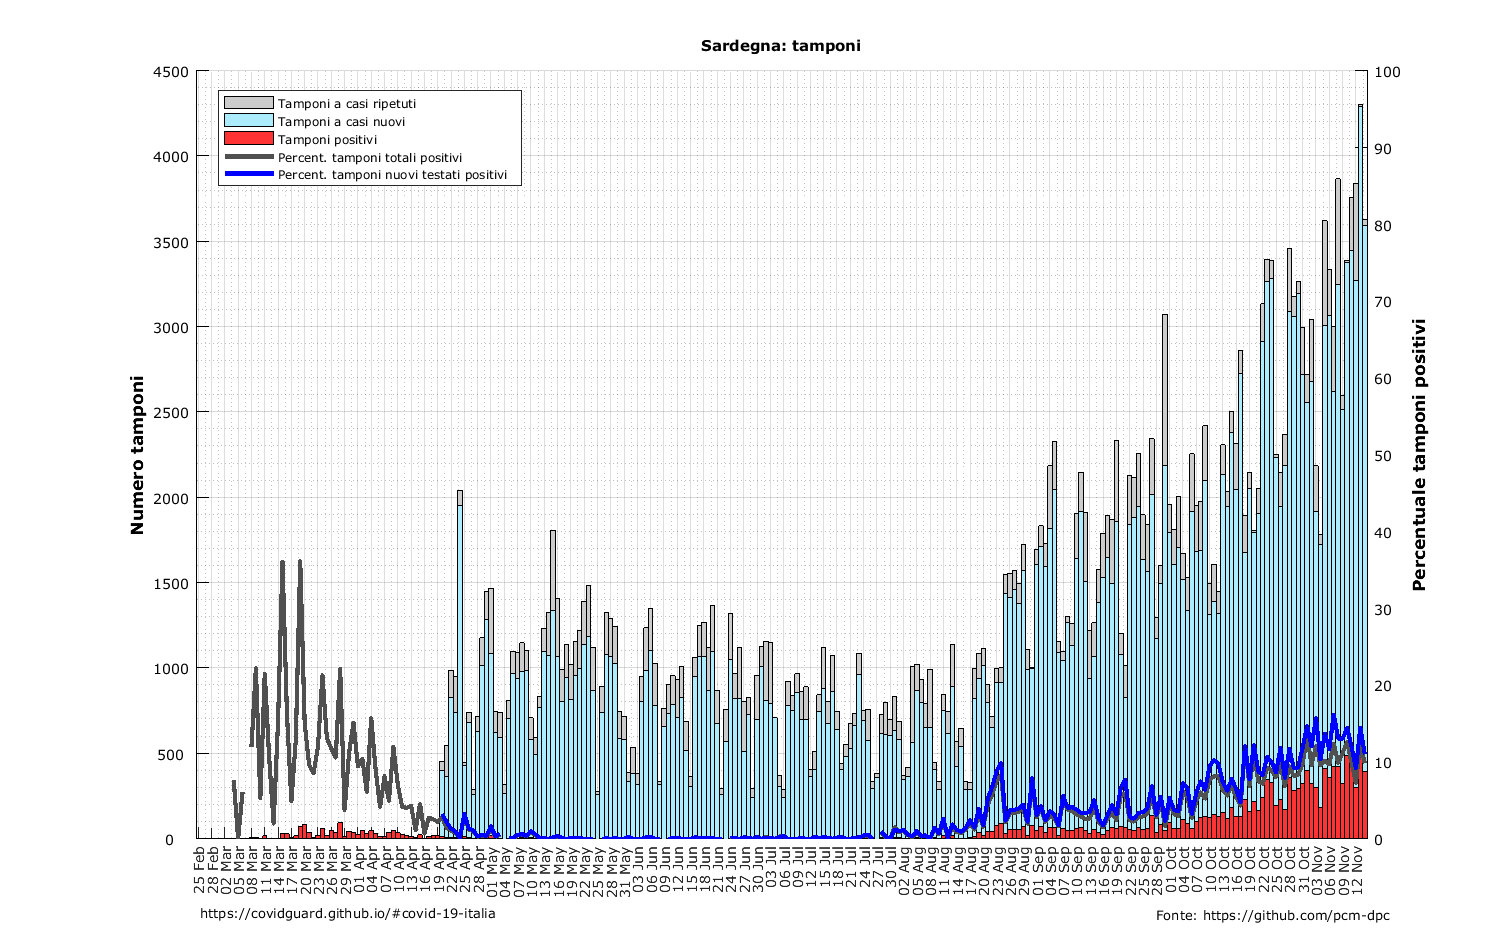 Sardegna: tamponi
Tamponi a casi ripetuti
Tamponi a casi nuovi
Tamponi positivi
Percent. tamponi totali positivi
Percent. tamponi nuovi testati positivi
Numero tamponi
4500
4000
3500
3000
2500
2000
1500
1000
500
0
100
90
80
70
60
50
40
30
20
10
0
Percentuale tamponi positivi
25 Feb
28 Feb
02 Mar
05 Mar
08 Mar
11 Mar
14 Mar
17 Mar
20 Mar
23 Mar
26 Mar
29 Mar
01 Apr
04 Apr
07 Apr
10 Apr
13 Apr
16 Apr
19 Apr
22 Apr
25 Apr
28 Apr
01 May
04 May
07 May
10 May
13 May
16 May
19 May
22 May
25 May
28 May
31 May
03 Jun
06 Jun
09 Jun
12 Jun
15 Jun
18 Jun
21 Jun
24 Jun
27 Jun
30 Jun
03 Jul
06 Jul
09 Jul
12 Jul
15 Jul
18 Jul
21 Jul
24 Jul
27 Jul
30 Jul
02 Aug
05 Aug
08 Aug
11 Aug
14 Aug
17 Aug
20 Aug
23 Aug
26 Aug
29 Aug
01 Sep
04 Sep
07 Sep
10 Sep
13 Sep
16 Sep
19 Sep
22 Sep
25 Sep
28 Sep
01 Oct
04 Oct
07 Oct
10 Oct
13 Oct
16 Oct
19 Oct
22 Oct
25 Oct
28 Oct
31 Oct
03 Nov
06 Nov
09 Nov
12 Nov
https://covidguard.github.io/#covid-19-italia
Fonte: https://github.com/pcm-dpc